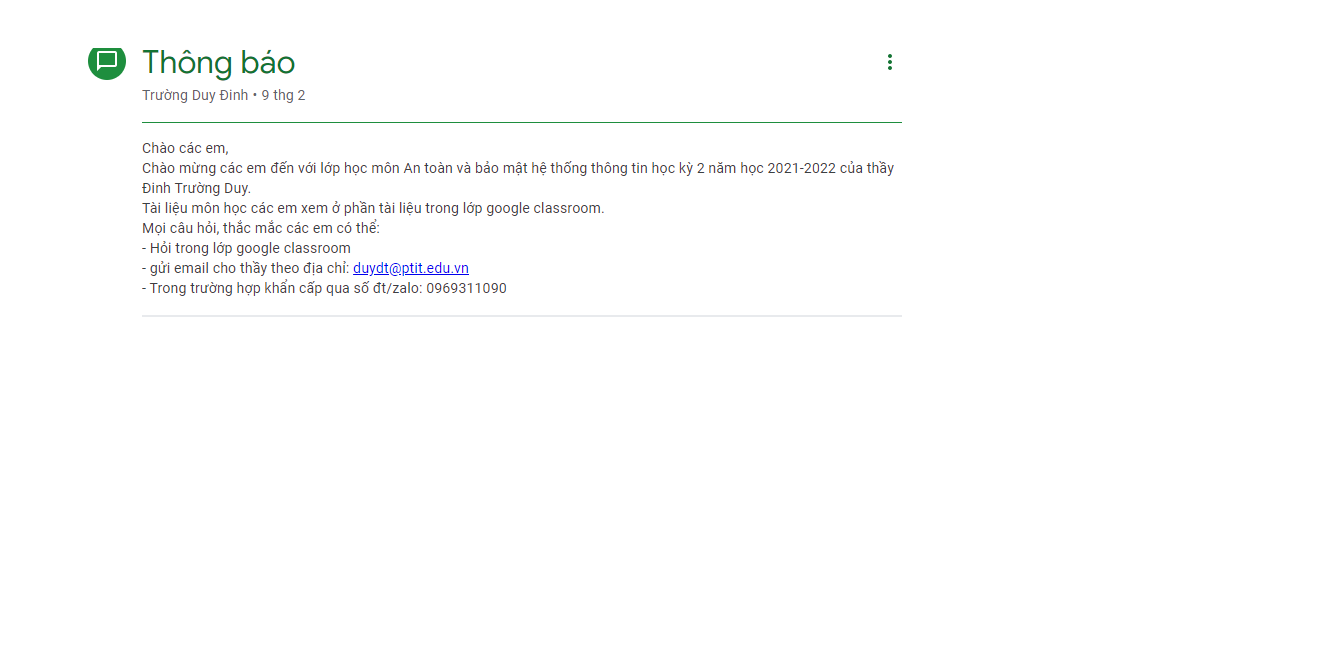 Thông báo
Trường Duy Đinh • 9 thg 2
Chào các em,
Chào mừng các em đến với lớp học môn An toàn và bảo mật hệ thống thông tin học kỳ 2 năm học 2021-2022 của thầy
Đinh Trường Duy.
Tài liệu môn học các em xem ở phần tài liệu trong lớp google classroom.
Mọi câu hỏi, thắc mắc các em có thể:
- Hỏi trong lớp google classroom
- gửi email cho thầy theo địa chỉ: duydt@ptit.edu.vn
- Trong trường hợp khẩn cấp qua số đt/zalo: 0969311090